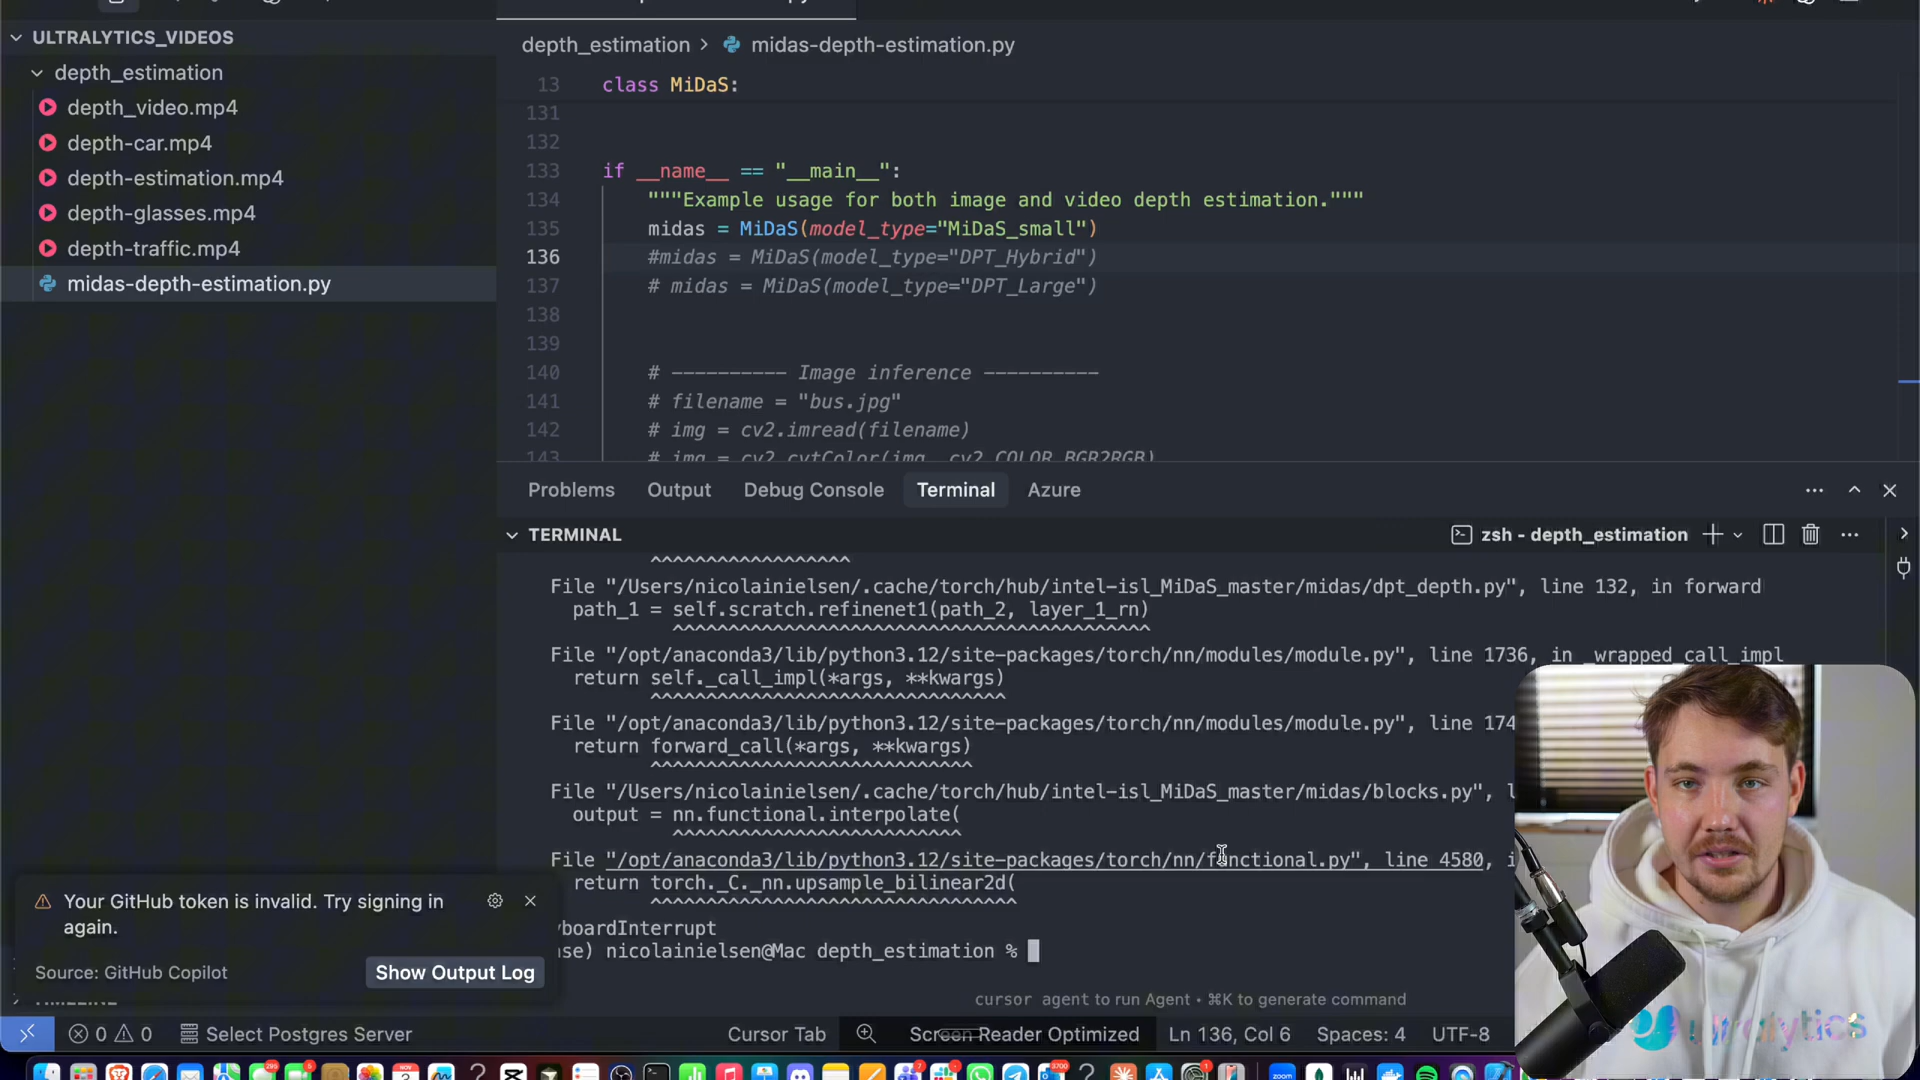 ULTRALYTICS_VIDEOS
depth_estimation
depth_video.mp4
depth-car.mp4
depth-estimation.mp4
depth-glasses.mp4
depth-traffic.mp4
midas-depth-estimation.py
depth_estimation > midas-depth-estimation.py
13 class MiDaS:
131
132
133 if __name__ == "__main__":
134 """Example usage for both image and video depth estimation."""
135 midas = MiDaS(model_type="MiDaS_small")
136 #midas = MiDaS(model_type="DPT_Hybrid")
137 # midas = MiDaS(model_type="DPT_Large")
138
139
140 # ---------- Image inference ----------
141 # filename = "bus.jpg"
142 # img = cv2.imread(filename)
143 # img = cv2.cvtColor(img, cv2.COLOR_BGR2RGB)
Problems Output Debug Console Terminal Azure
TERMINAL
zsh - depth_estimation
^^^^^^^^^^^^^^^^^^
File "/Users/nicolainielsen/.cache/torch/hub/intel-isl_MiDaS_master/midas/dpt_depth.py", line 132, in forward
path_1 = self.scratch.refinenet1(path_2, layer_1_rn)
^^^^^^^^^^^^^^^^^^^^^^^^^^^^^^^^^^^^^^^^^^^
File "/opt/anaconda3/lib/python3.12/site-packages/torch/nn/modules/module.py", line 1736, in _wrapped_call_impl
return self._call_impl(*args, **kwargs)
^^^^^^^^^^^^^^^^^^^^^^^^^^^^^^^^
File "/opt/anaconda3/lib/python3.12/site-packages/torch/nn/modules/module.py", line 174
return forward_call(*args, **kwargs)
^^^^^^^^^^^^^^^^^^^^^^^^^^^^^
File "/Users/nicolainielsen/.cache/torch/hub/intel-isl_MiDaS_master/midas/blocks.py", l
output = nn.functional.interpolate(
^^^^^^^^^^^^^^^^^^^^^^^^^^
File "/opt/anaconda3/lib/python3.12/site-packages/torch/nn/functional.py", line 4580, i
return torch._C._nn.upsample_bilinear2d(
^^^^^^^^^^^^^^^^^^^^^^^^^^^^^^^^^
yboardInterrupt
ase) nicolainielsen@Mac depth_estimation %
Your GitHub token is invalid. Try signing in
again.
Source: GitHub Copilot
Show Output Log
cursor agent to run Agent • ⌘K to generate command
TIMELINE
0 0 Select Postgres Server Cursor Tab Screen Reader Optimized Ln 136, Col 6 Spaces: 4 UTF-8
ultralytics